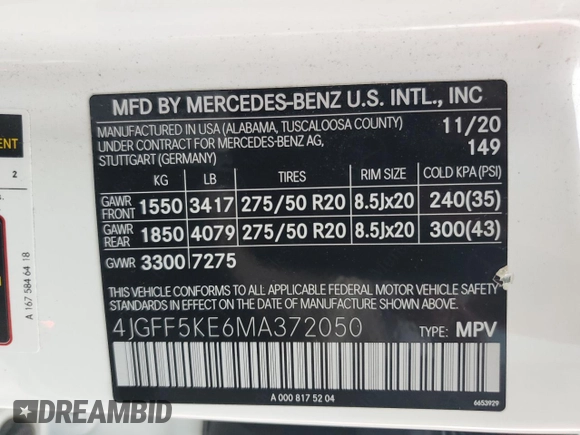 MFD BY MERCEDES-BENZ U.S. INTL., INC
MANUFACTURED IN USA (ALABAMA, TUSCALOOSA COUNTY) 11/20
UNDER CONTRACT FOR MERCEDES-BENZ AG, 149
STUTTGART (GERMANY)
KG LB TIRES RIM SIZE COLD KPA (PSI)
GAWR FRONT 1550 3417 275/50 R20 8.5Jx20 240(35)
GAWR REAR 1850 4079 275/50 R20 8.5Jx20 300(43)
GVWR 3300 7275
THIS VEHICLE CONFORMS TO ALL APPLICABLE FEDERAL MOTOR VEHICLE SAFETY
STANDARDS IN EFFECT ON THE DATE OF MANUFACTURE SHOWN ABOVE.
4JGFF5KE6MA372050 TYPE: MPV
A 000 817 52 04
6653929
2
A 167 584 64 18
DREAMBID